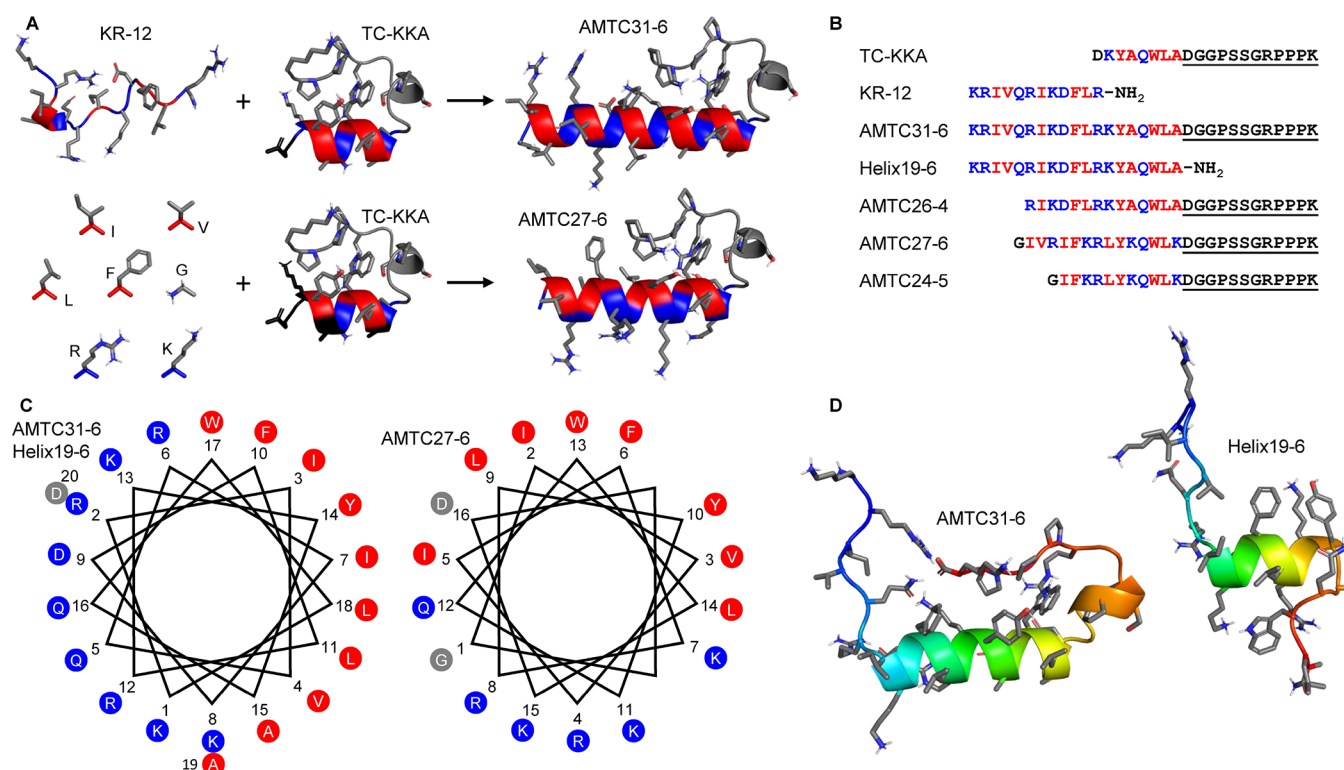 A
KR-12
+
TC-KKA
AMTC31-6
I
V
L
F
G
R
K
+
TC-KKA
AMTC27-6
B
TC-KKA DKYAQWLADGGPSSGRPPPK
KR-12 KRIVQRIKDFLR-NH2
AMTC31-6 KRIVQRIKDFLRKYAQWLADGGPSSGRPPPK
Helix19-6 KRIVQRIKDFLRKYAQWLA-NH2
AMTC26-4 RIKDFLRKYAQWLADGGPSSGRPPPK
AMTC27-6 GIVRIFKRLYKQWLKDGGPSSGRPPPK
AMTC24-5 GIFKRLYKQWLKDGGPSSGRPPPK
C
AMTC31-6
Helix19-6
W 17
F 10
I 3
Y 14
I 7
L 18
L 11
V 4
A 15
K 8
A 19
K 1
R 12
Q 5
Q 16
D 9
R 2
D 20
K 13
R 6
AMTC27-6
W 13
F 6
Y 10
V 3
L 14
K 7
K 11
R 4
K 15
R 8
G 1
Q 12
I 5
D 16
L 9
I 2
D
AMTC31-6
Helix19-6